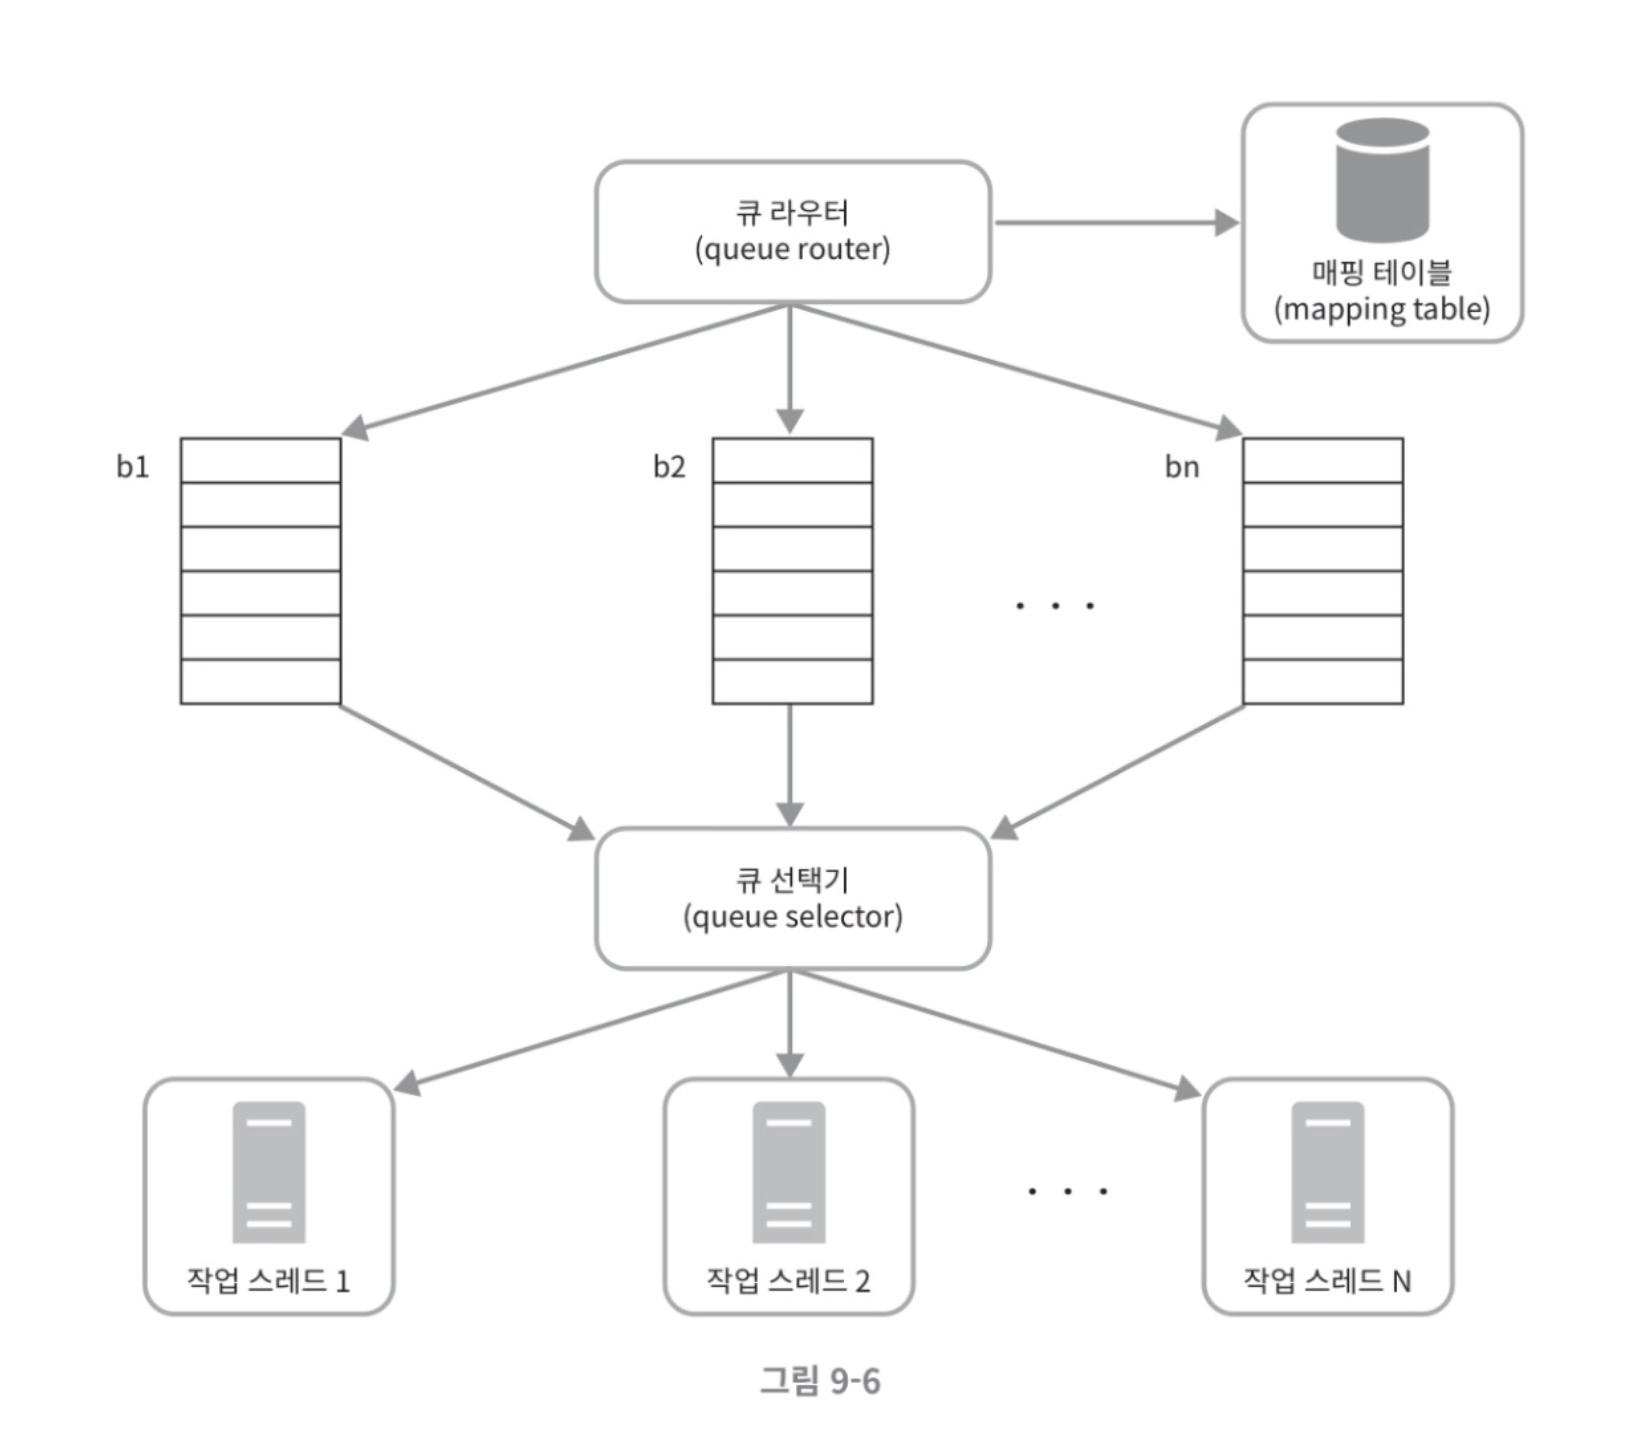 큐 라우터
(queue router)
매핑 테이블
(mapping table)
b1
b2
. . .
bn
큐 선택기
(queue selector)
작업 스레드 1
작업 스레드 2
. . .
작업 스레드 N
그림 9-6